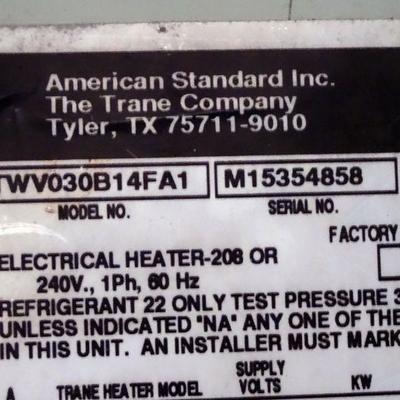 American Standard Inc.
The Trane Company
Tyler, TX 75711-9010
TWV030B14FA1 M15354858
MODEL NO. SERIAL NO.
FACTORY
ELECTRICAL HEATER-208 OR
240V., 1Ph, 60 Hz
REFRIGERANT 22 ONLY TEST PRESSURE 3
UNLESS INDICATED "NA" ANY ONE OF THE
IN THIS UNIT. AN INSTALLER MUST MARK
SUPPLY
A TRANE HEATER MODEL VOLTS KW